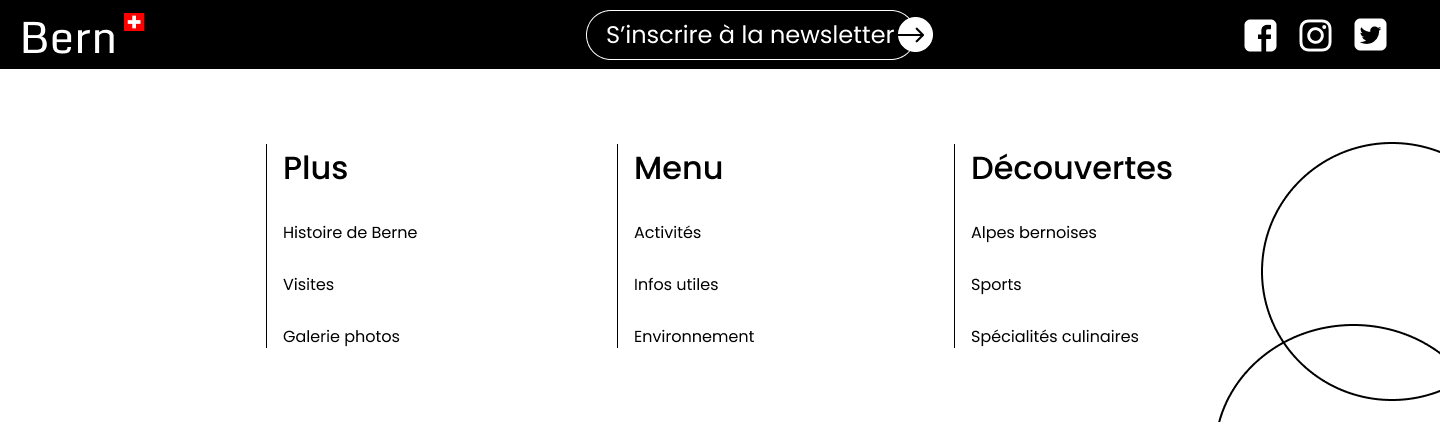 Bern
S’inscrire à la newsletter
Plus
Histoire de Berne
Visites
Galerie photos
Menu
Activités
Infos utiles
Environnement
Découvertes
Alpes bernoises
Sports
Spécialités culinaires